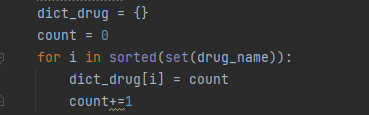 dict_drug = {}
count = 0
for i in sorted(set(drug_name)):
    dict_drug[i] = count
    count+=1